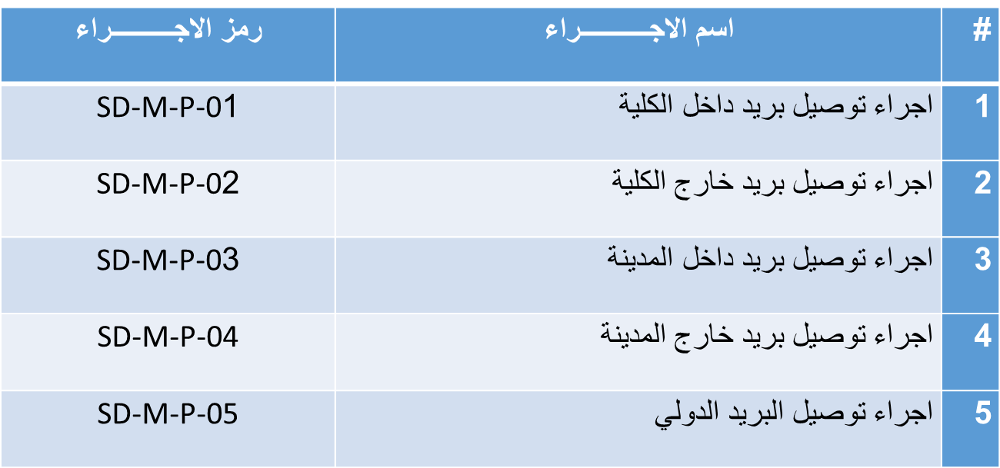 # اسم الاجـــــــراء رمز الاجـــــــراء
1 اجراء توصيل بريد داخل الكلية SD-M-P-01
2 اجراء توصيل بريد خارج الكلية SD-M-P-02
3 اجراء توصيل بريد داخل المدينة SD-M-P-03
4 اجراء توصيل بريد خارج المدينة SD-M-P-04
5 اجراء توصيل البريد الدولي SD-M-P-05